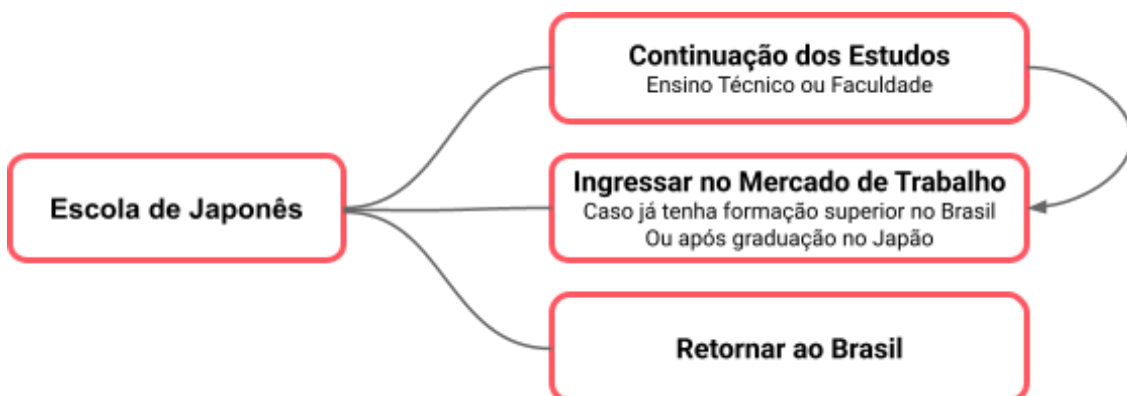 Escola de Japonês
Continuação dos Estudos
Ensino Técnico ou Faculdade
Ingressar no Mercado de Trabalho
Caso já tenha formação superior no Brasil
Ou após graduação no Japão
Retornar ao Brasil